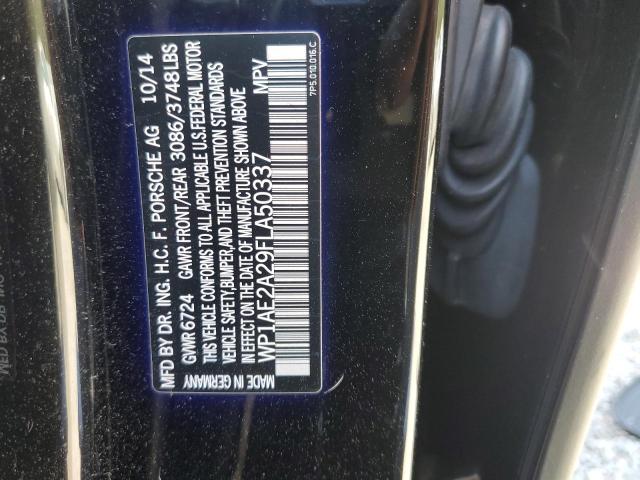 MFD BY DR. ING. H.C. F. PORSCHE AG 10/14
GVWR 6724 GAWR FRONT/REAR 3086/3748LBS
THIS VEHICLE CONFORMS TO ALL APPLICABLE U.S.FEDERAL MOTOR
VEHICLE SAFETY,BUMPER,AND THEFT PREVENTION STANDARDS
IN EFFECT ON THE DATE OF MANUFACTURE SHOWN ABOVE
WP1AE2A29FLA50337 MPV
MADE IN GERMANY
7P5.010.016.C